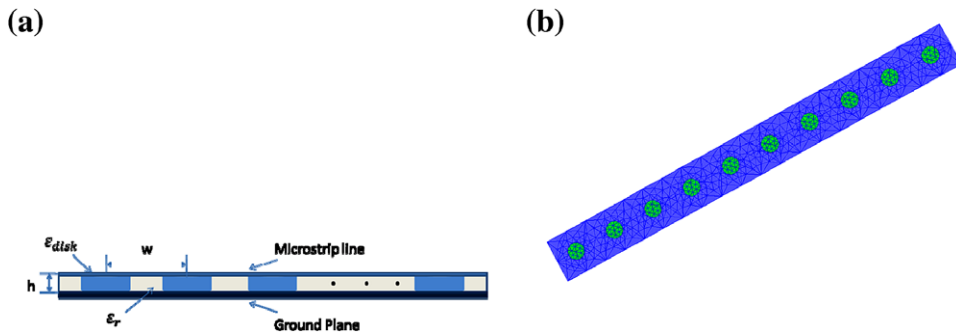 (a)
(b)
ε_disk
w
Microstrip line
h
ε_r
Ground Plane